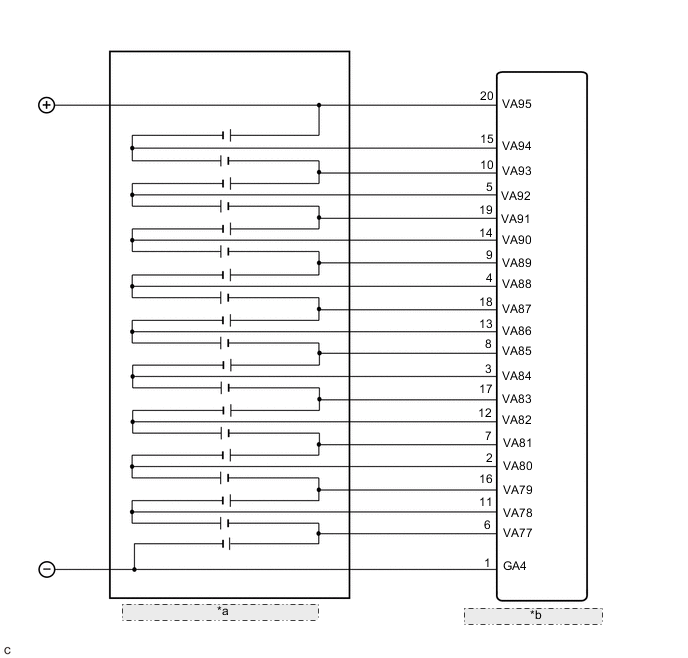 +
20 VA95
15 VA94
10 VA93
5 VA92
19 VA91
14 VA90
9 VA89
4 VA88
18 VA87
13 VA86
8 VA85
3 VA84
17 VA83
12 VA82
7 VA81
2 VA80
16 VA79
11 VA78
6 VA77
− 1 GA4
*a *b
C